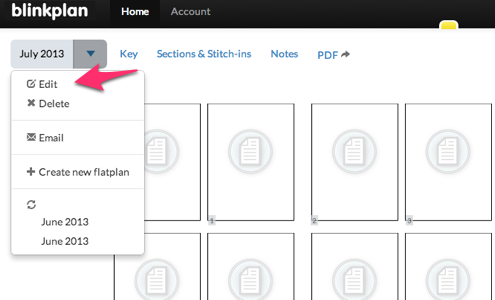 blinkplan Home Account
July 2013 Key Sections & Stitch-ins Notes PDF
Edit
Delete
Email
Create new flatplan
June 2013
June 2013
1 2 3